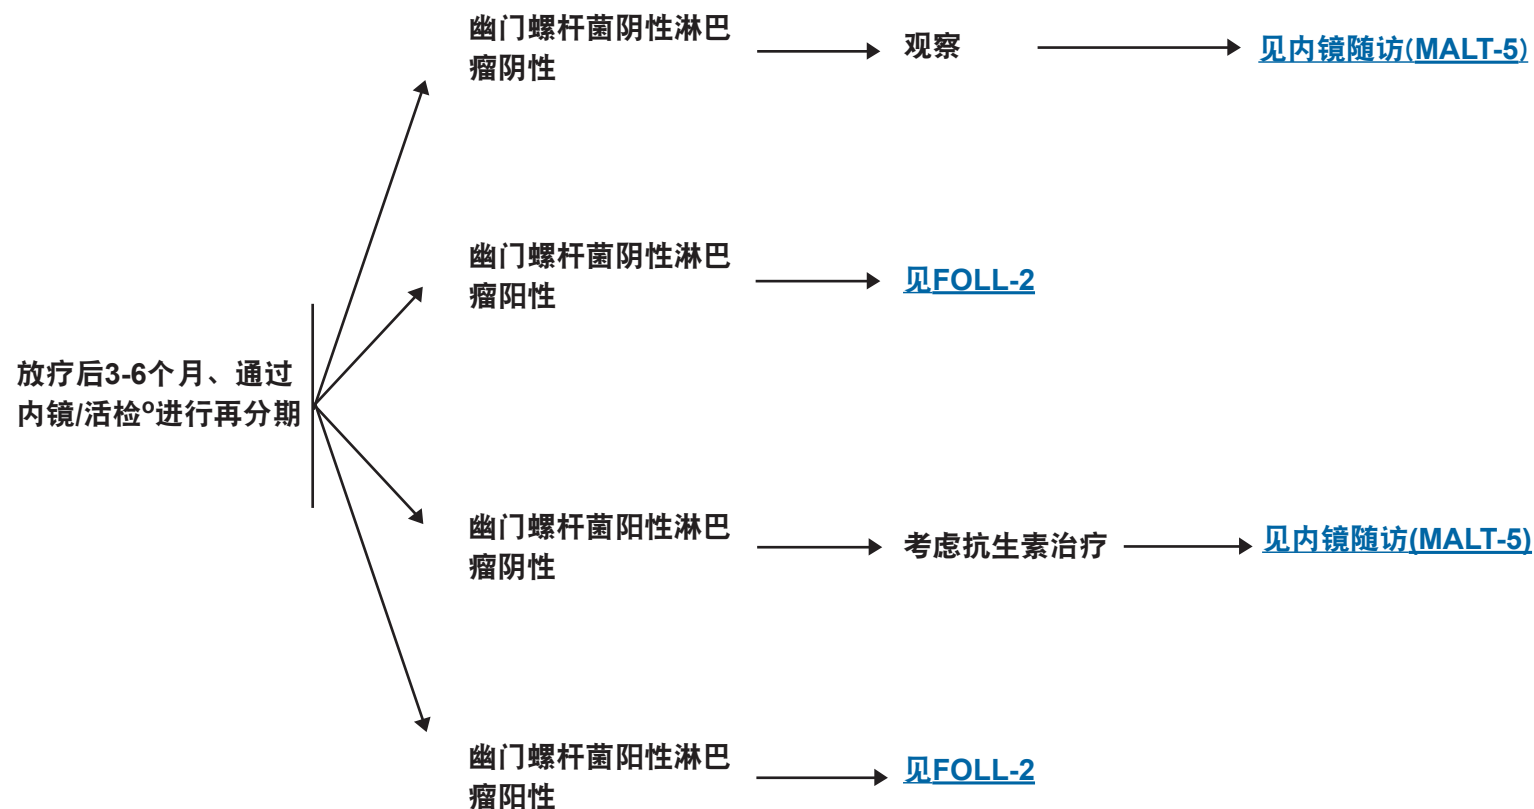 幽门螺杆菌阴性淋巴
瘤阴性
观察
见内镜随访(MALT-5)
幽门螺杆菌阴性淋巴
瘤阳性
见FOLL-2
放疗后3-6个月、通过
内镜/活检o进行再分期
幽门螺杆菌阳性淋巴
瘤阴性
考虑抗生素治疗
见内镜随访(MALT-5)
幽门螺杆菌阳性淋巴
瘤阳性
见FOLL-2